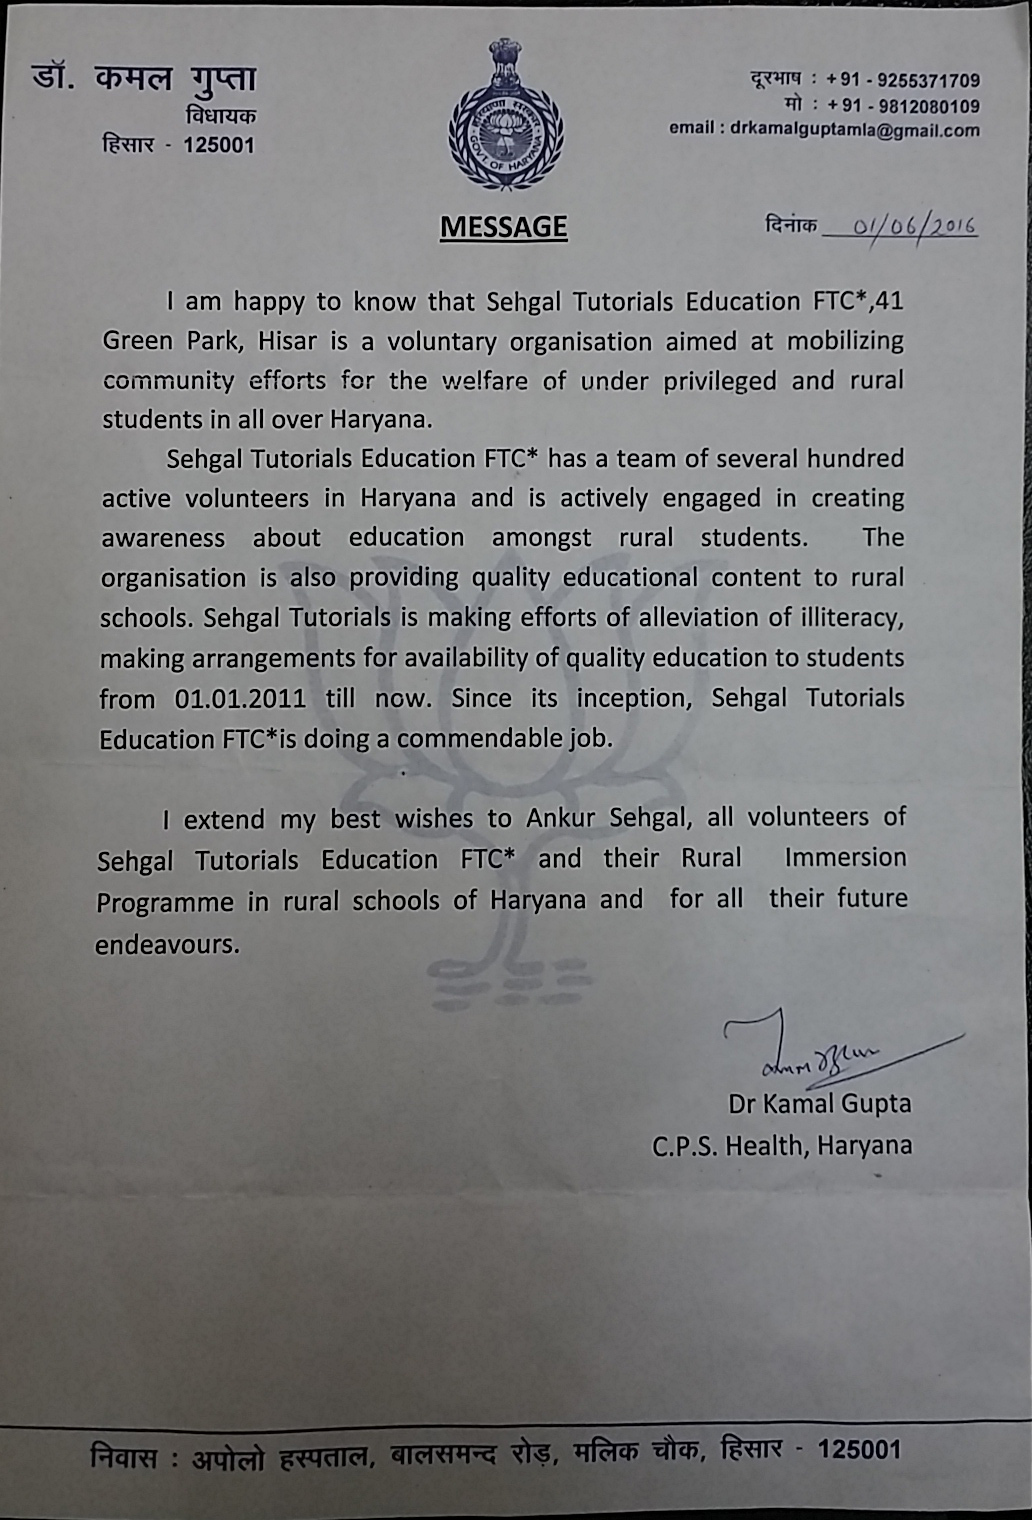 डॉ. कमल गुप्ता
विधायक
हिसार - 125001
हरियाणा सरकार
GOVT. OF HARYANA
दूरभाष : +91 - 9255371709
मो : +91 - 9812080109
email : drkamalguptamla@gmail.com
MESSAGE
दिनांक 01/06/2016
I am happy to know that Sehgal Tutorials Education FTC*,41
Green Park, Hisar is a voluntary organisation aimed at mobilizing
community efforts for the welfare of under privileged and rural
students in all over Haryana.
Sehgal Tutorials Education FTC* has a team of several hundred
active volunteers in Haryana and is actively engaged in creating
awareness about education amongst rural students. The
organisation is also providing quality educational content to rural
schools. Sehgal Tutorials is making efforts of alleviation of illiteracy,
making arrangements for availability of quality education to students
from 01.01.2011 till now. Since its inception, Sehgal Tutorials
Education FTC*is doing a commendable job.
I extend my best wishes to Ankur Sehgal, all volunteers of
Sehgal Tutorials Education FTC* and their Rural Immersion
Programme in rural schools of Haryana and for all their future
endeavours.
Dr Kamal Gupta
C.P.S. Health, Haryana
निवास : अपोलो हस्पताल, बालसमन्द रोड़, मलिक चौक, हिसार - 125001